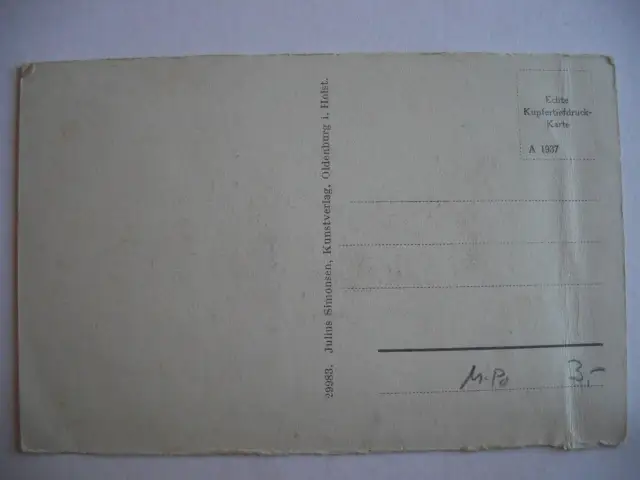 29983. Julius Simonsen, Kunstverlag, Oldenburg i. Holst.
Echte
Kupfertiefdruck-
Karte
A 1937
M-Po 3,-